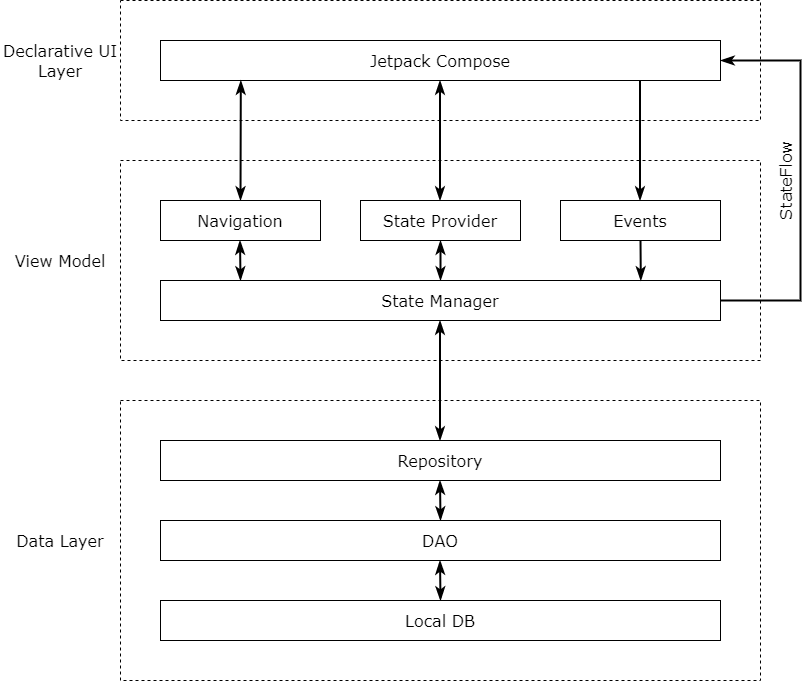 Declarative UI
Layer
Jetpack Compose
StateFlow
Navigation
State Provider
Events
View Model
State Manager
Repository
Data Layer
DAO
Local DB